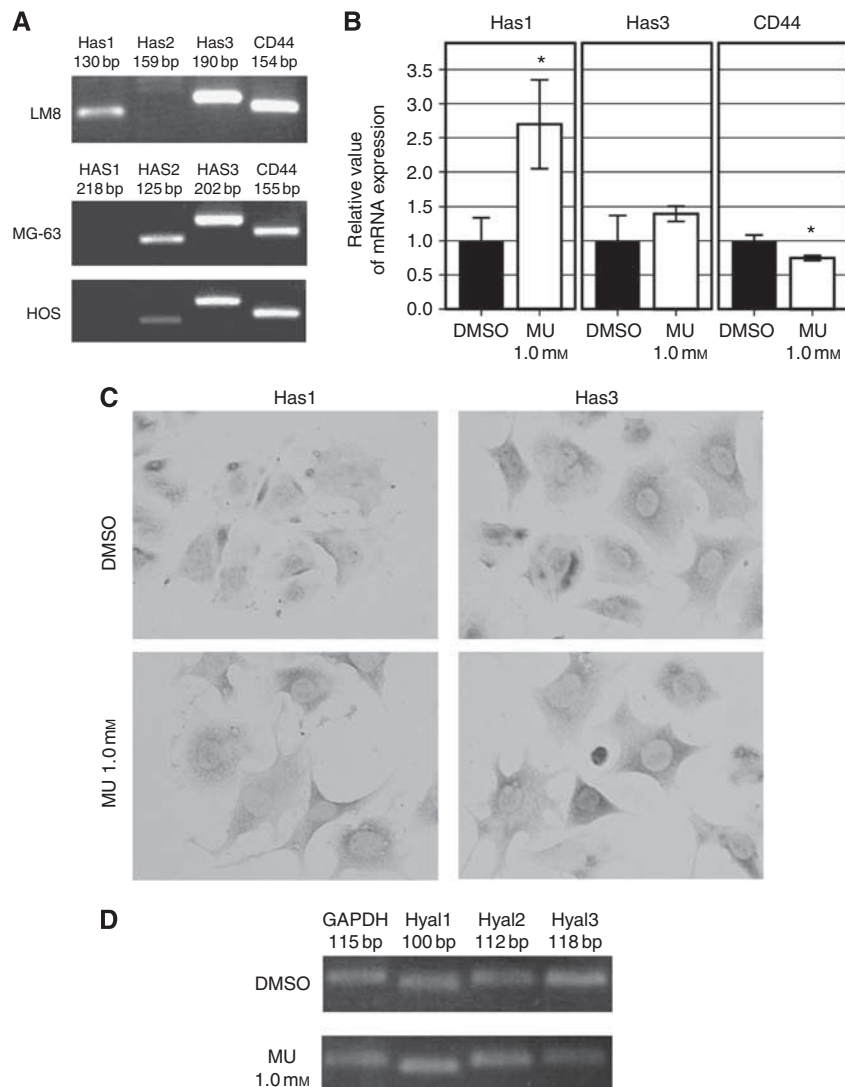 A
Has1 Has2 Has3 CD44
130 bp 159 bp 190 bp 154 bp
LM8
HAS1 HAS2 HAS3 CD44
218 bp 125 bp 202 bp 155 bp
MG-63
HOS
B
Has1 Has3 CD44
Relative value
of mRNA expression
3.5
3.0
2.5
2.0
1.5
1.0
0.5
0.0
*
*
DMSO MU DMSO MU DMSO MU
1.0 mM 1.0 mM 1.0 mM
C
Has1 Has3
DMSO
MU 1.0 mM
D
GAPDH Hyal1 Hyal2 Hyal3
115 bp 100 bp 112 bp 118 bp
DMSO
MU
1.0 mM